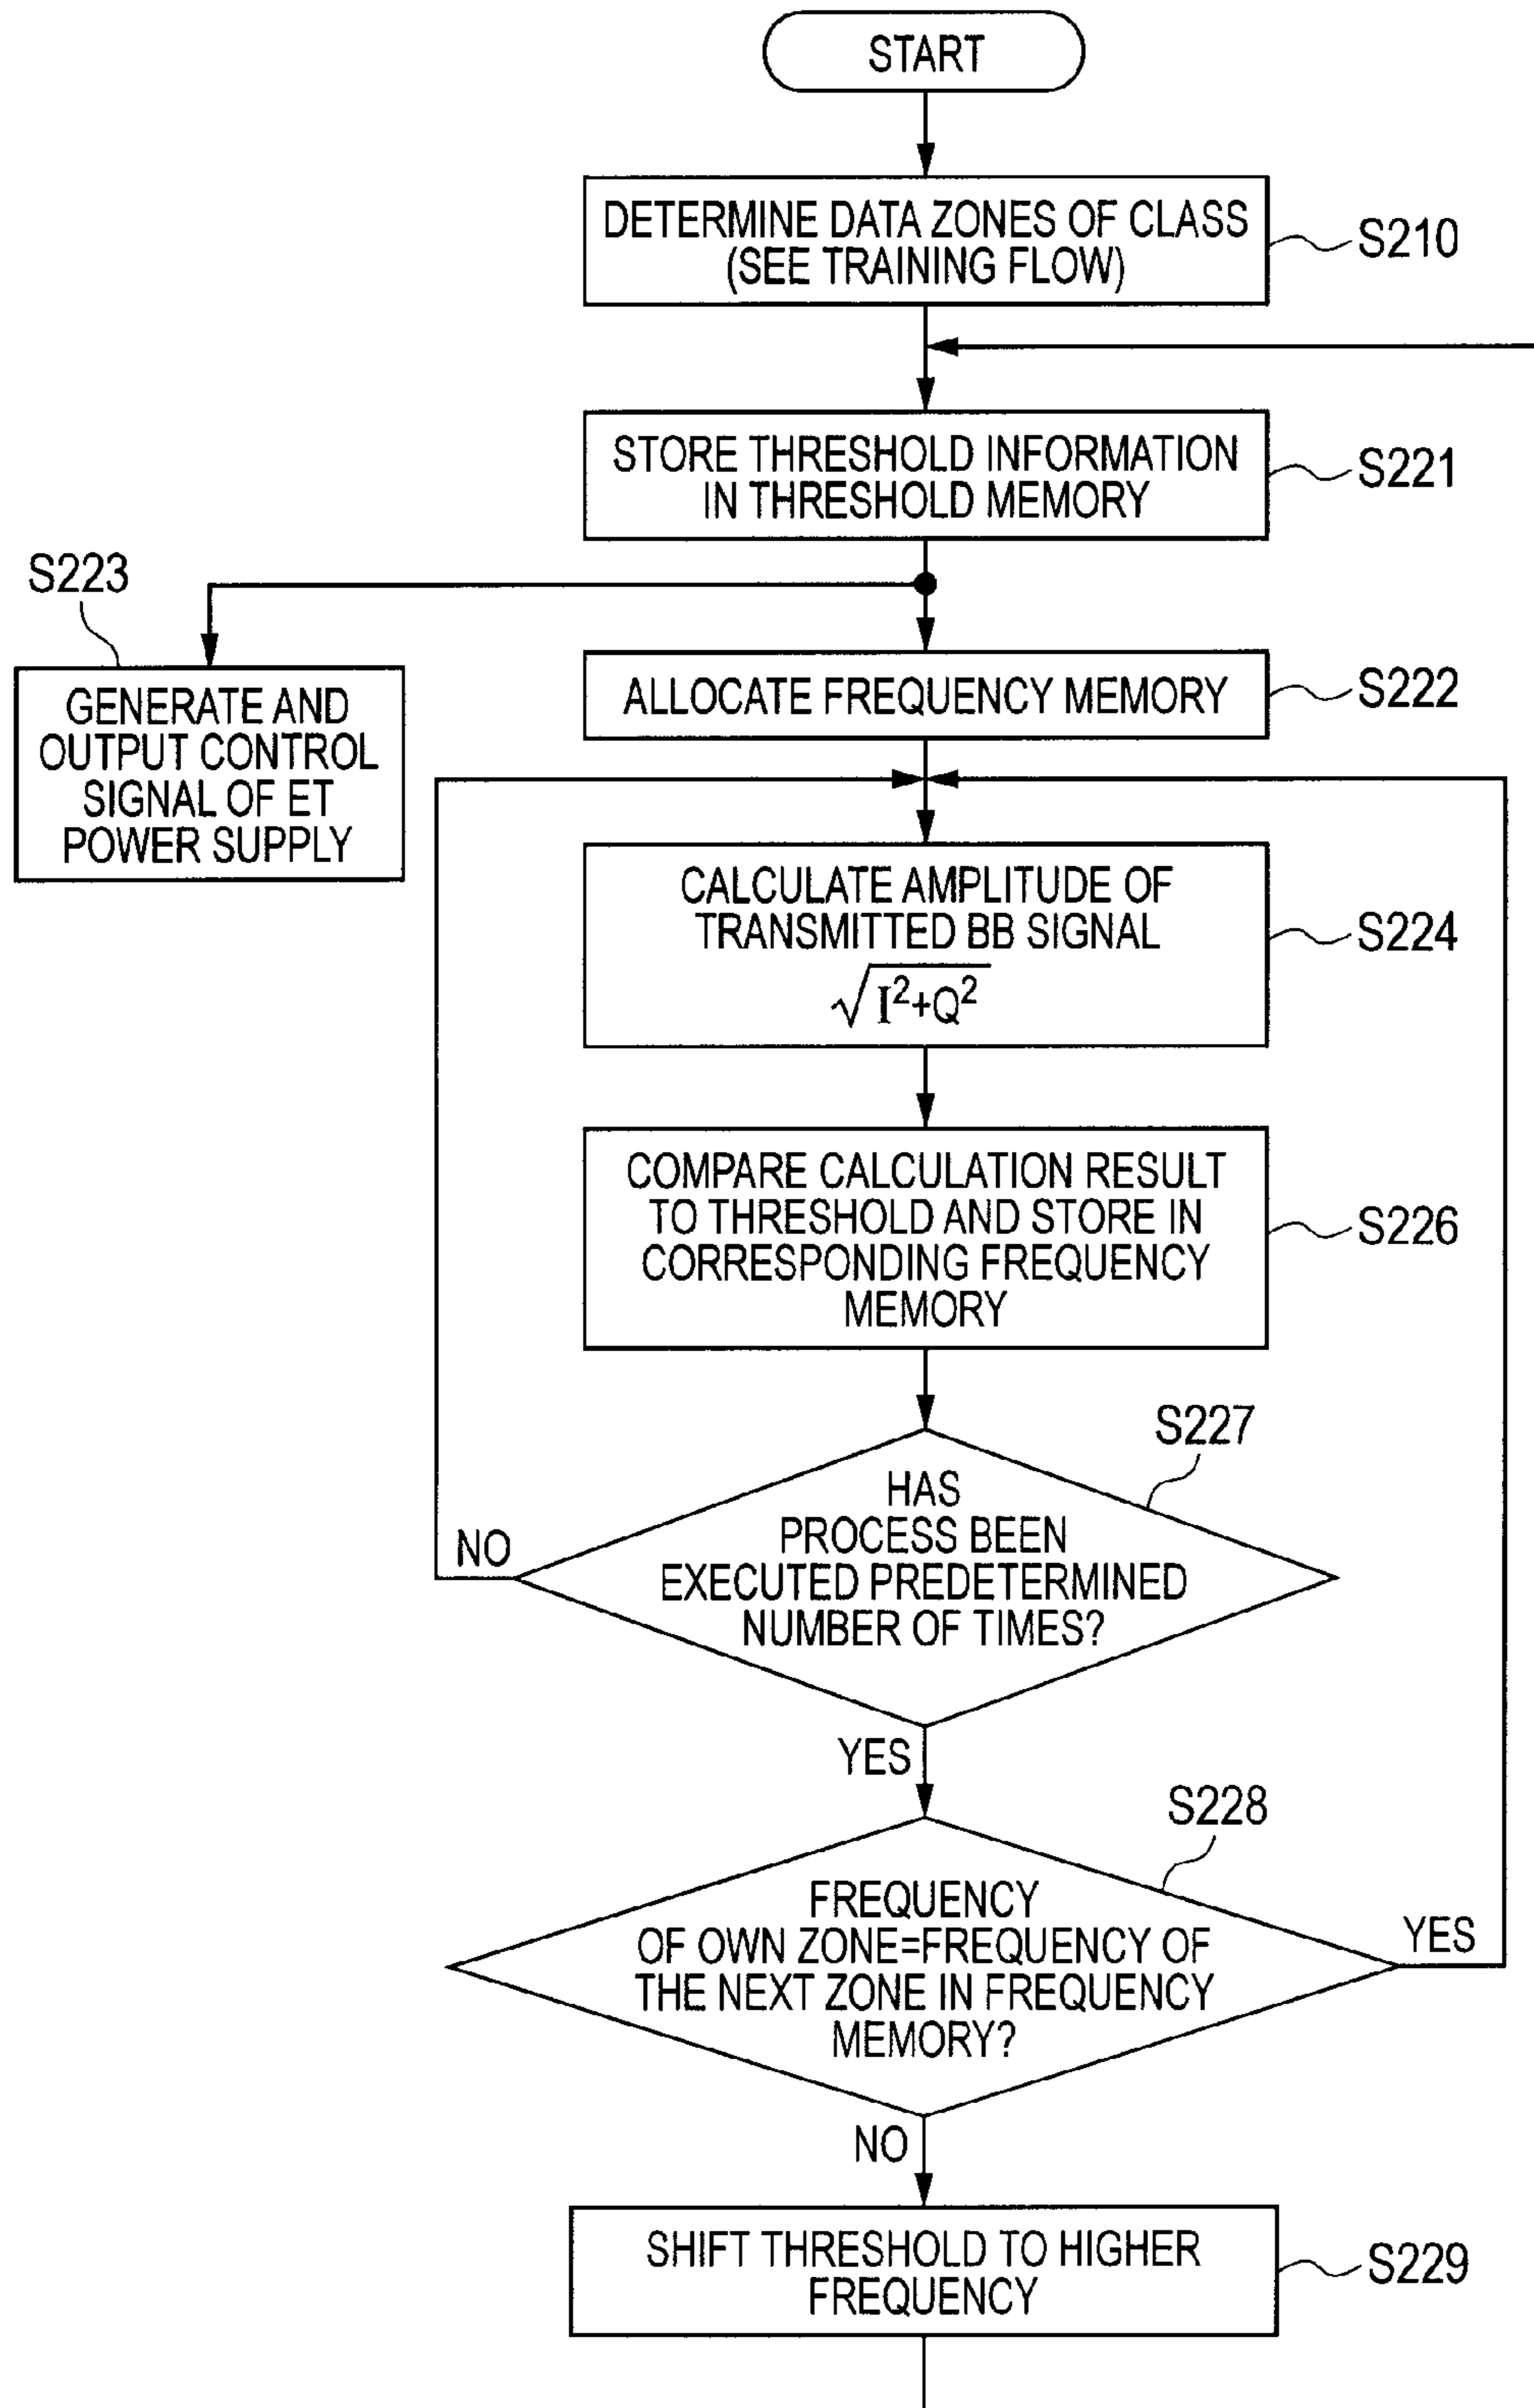 START
DETERMINE DATA ZONES OF CLASS
(SEE TRAINING FLOW)
S210
STORE THRESHOLD INFORMATION
IN THRESHOLD MEMORY
S221
S223
GENERATE AND
OUTPUT CONTROL
SIGNAL OF ET
POWER SUPPLY
ALLOCATE FREQUENCY MEMORY
S222
CALCULATE AMPLITUDE OF
TRANSMITTED BB SIGNAL
√I²+Q²
S224
COMPARE CALCULATION RESULT
TO THRESHOLD AND STORE IN
CORRESPONDING FREQUENCY
MEMORY
S226
S227
HAS
PROCESS BEEN
EXECUTED PREDETERMINED
NUMBER OF TIMES?
NO
YES
S228
FREQUENCY
OF OWN ZONE=FREQUENCY OF
THE NEXT ZONE IN FREQUENCY
MEMORY?
YES
NO
SHIFT THRESHOLD TO HIGHER
FREQUENCY
S229